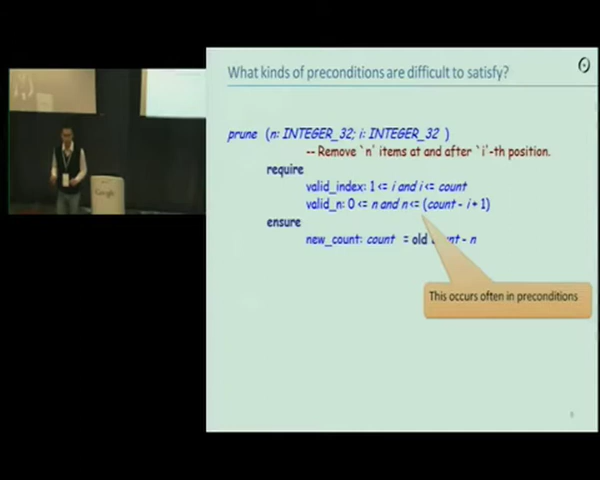 What kinds of preconditions are difficult to satisfy?
prune (n: INTEGER_32; i: INTEGER_32 )
-- Remove `n' items at and after `i'-th position.
require
valid_index: 1 <= i and i <= count
valid_n: 0 <= n and n <= (count - i + 1)
ensure
new_count: count = old - n
This occurs often in preconditions
Google